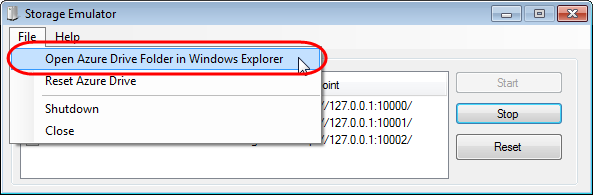 Storage Emulator
File Help
Open Azure Drive Folder in Windows Explorer
Reset Azure Drive
Shutdown
Close
//127.0.0.1:10000/
//127.0.0.1:10001/
//127.0.0.1:10002/
Start
Stop
Reset